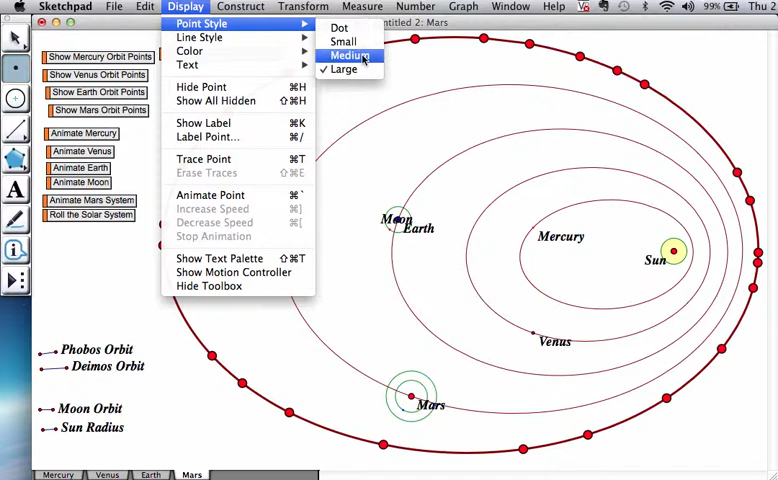 Sketchpad File Edit Display Construct Transform Measure Number Graph Window Help 99% Thu 2
Untitled 2: Mars
Point Style
Line Style
Color
Text
Hide Point ⌘H
Show All Hidden ⇧⌘H
Show Label ⌘K
Label Point... ⌘/
Trace Point ⌘T
Erase Traces ⇧⌘E
Animate Point ⌘`
Increase Speed ⌘]
Decrease Speed ⌘[
Stop Animation
Show Text Palette ⇧⌘T
Show Motion Controller
Hide Toolbox
Dot
Small
Medium
✓ Large
Show Mercury Orbit Points
Show Venus Orbit Points
Show Earth Orbit Points
Show Mars Orbit Points
Animate Mercury
Animate Venus
Animate Earth
Animate Moon
Animate Mars System
Roll the Solar System
A
Moon
Earth
Mercury
Sun
Venus
Mars
Phobos Orbit
Deimos Orbit
Moon Orbit
Sun Radius
Mercury Venus Earth Mars